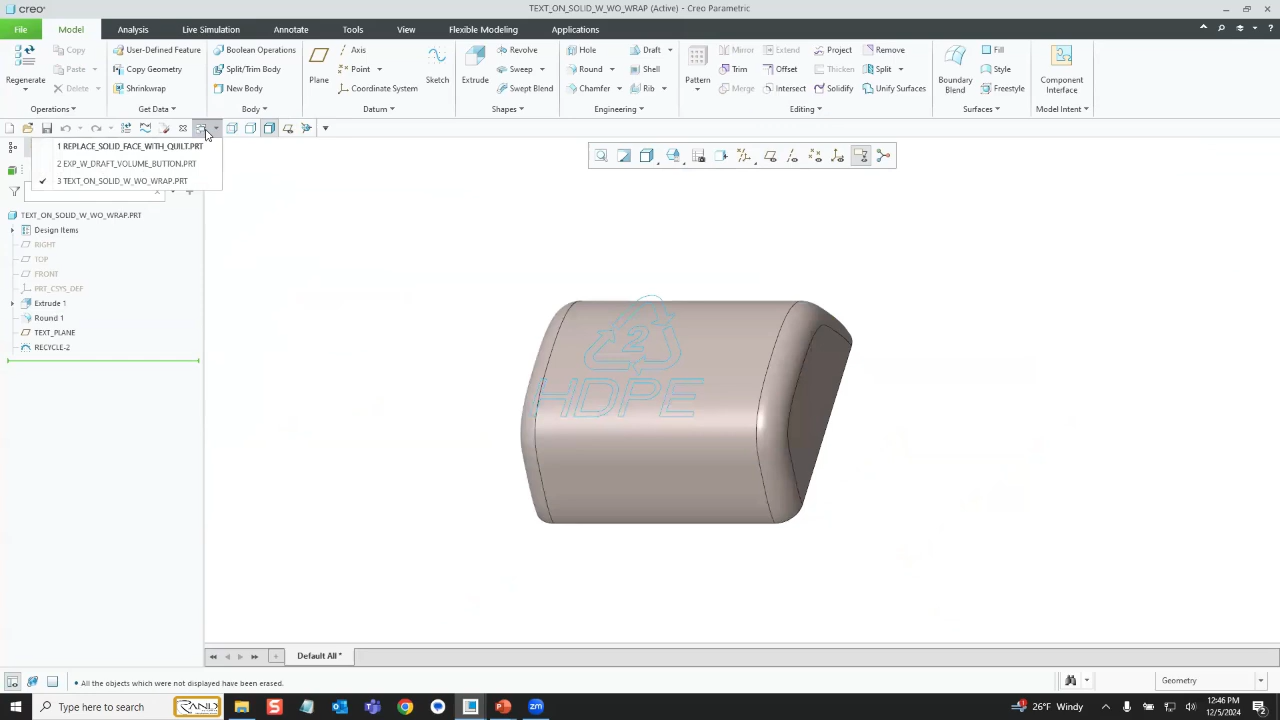 creo
TEXT_ON_SOLID_W_WO_WRAP (Active) - Creo Parametric
File
Model
Analysis
Live Simulation
Annotate
Tools
View
Flexible Modeling
Applications
Regenerate
Copy
Paste
Delete
Operations
User-Defined Feature
Copy Geometry
Shrinkwrap
Get Data
Boolean Operations
Split/Trim Body
New Body
Body
Plane
Axis
Point
Coordinate System
Sketch
Datum
Extrude
Revolve
Sweep
Swept Blend
Shapes
Hole
Round
Chamfer
Draft
Shell
Rib
Engineering
Pattern
Mirror
Trim
Merge
Extend
Offset
Intersect
Project
Thicken
Solidify
Remove
Split
Unify
Editing
Boundary Blend
Fill
Style
Freestyle
Surfaces
Component Interface
Model Intent
1 REPLACE_SOLID_FACE_WITH_QUILT.PRT
2 EXP_W_DRAFT_VOLUME_BUTTON.PRT
3 TEXT_ON_SOLID_W_WO_WRAP.PRT
TEXT_ON_SOLID_W_WO_WRAP.PRT
Design Items
RIGHT
TOP
FRONT
PRT_CSYS_DEF
Extrude 1
Round 1
TEXT_PLANE
RECYCLE-2
2
HDPE
Default All *
• All the objects which were not displayed have been erased.
Geometry
Type here to search
RAND
26°F Windy
12:46 PM
12/5/2024